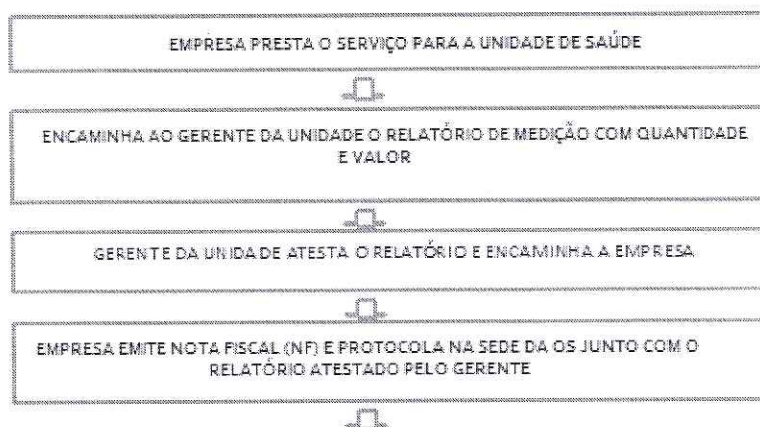 EMPRESA PRESTA O SERVIÇO PARA A UNIDADE DE SAÚDE
ENCAMINHA AO GERENTE DA UNIDADE O RELATÓRIO DE MEDIÇÃO COM QUANTIDADE
E VALOR
GERENTE DA UNIDADE ATESTA O RELATÓRIO E ENCAMINHA A EMPRESA
EMPRESA EMITE NOTA FISCAL (NF) E PROTOCOLA NA SEDE DA OS JUNTO COM O
RELATÓRIO ATESTADO PELO GERENTE